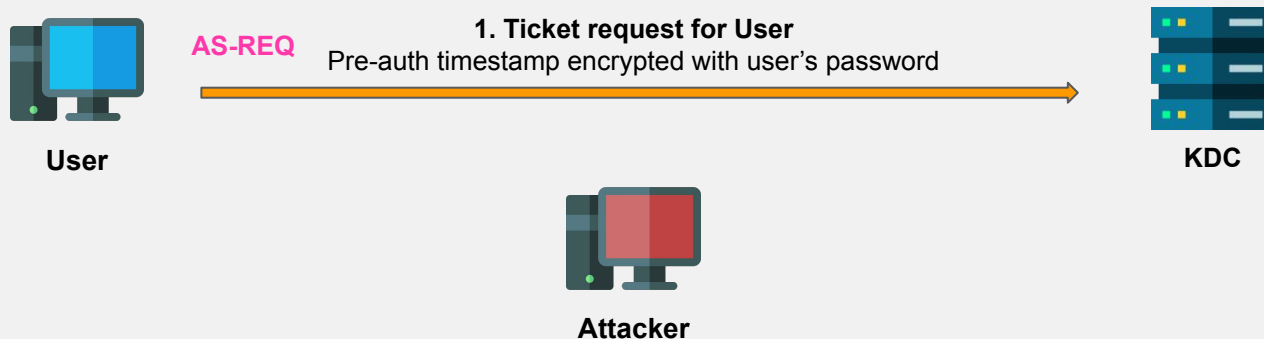 1. Ticket request for User
AS-REQ
Pre-auth timestamp encrypted with user's password
User
KDC
Attacker